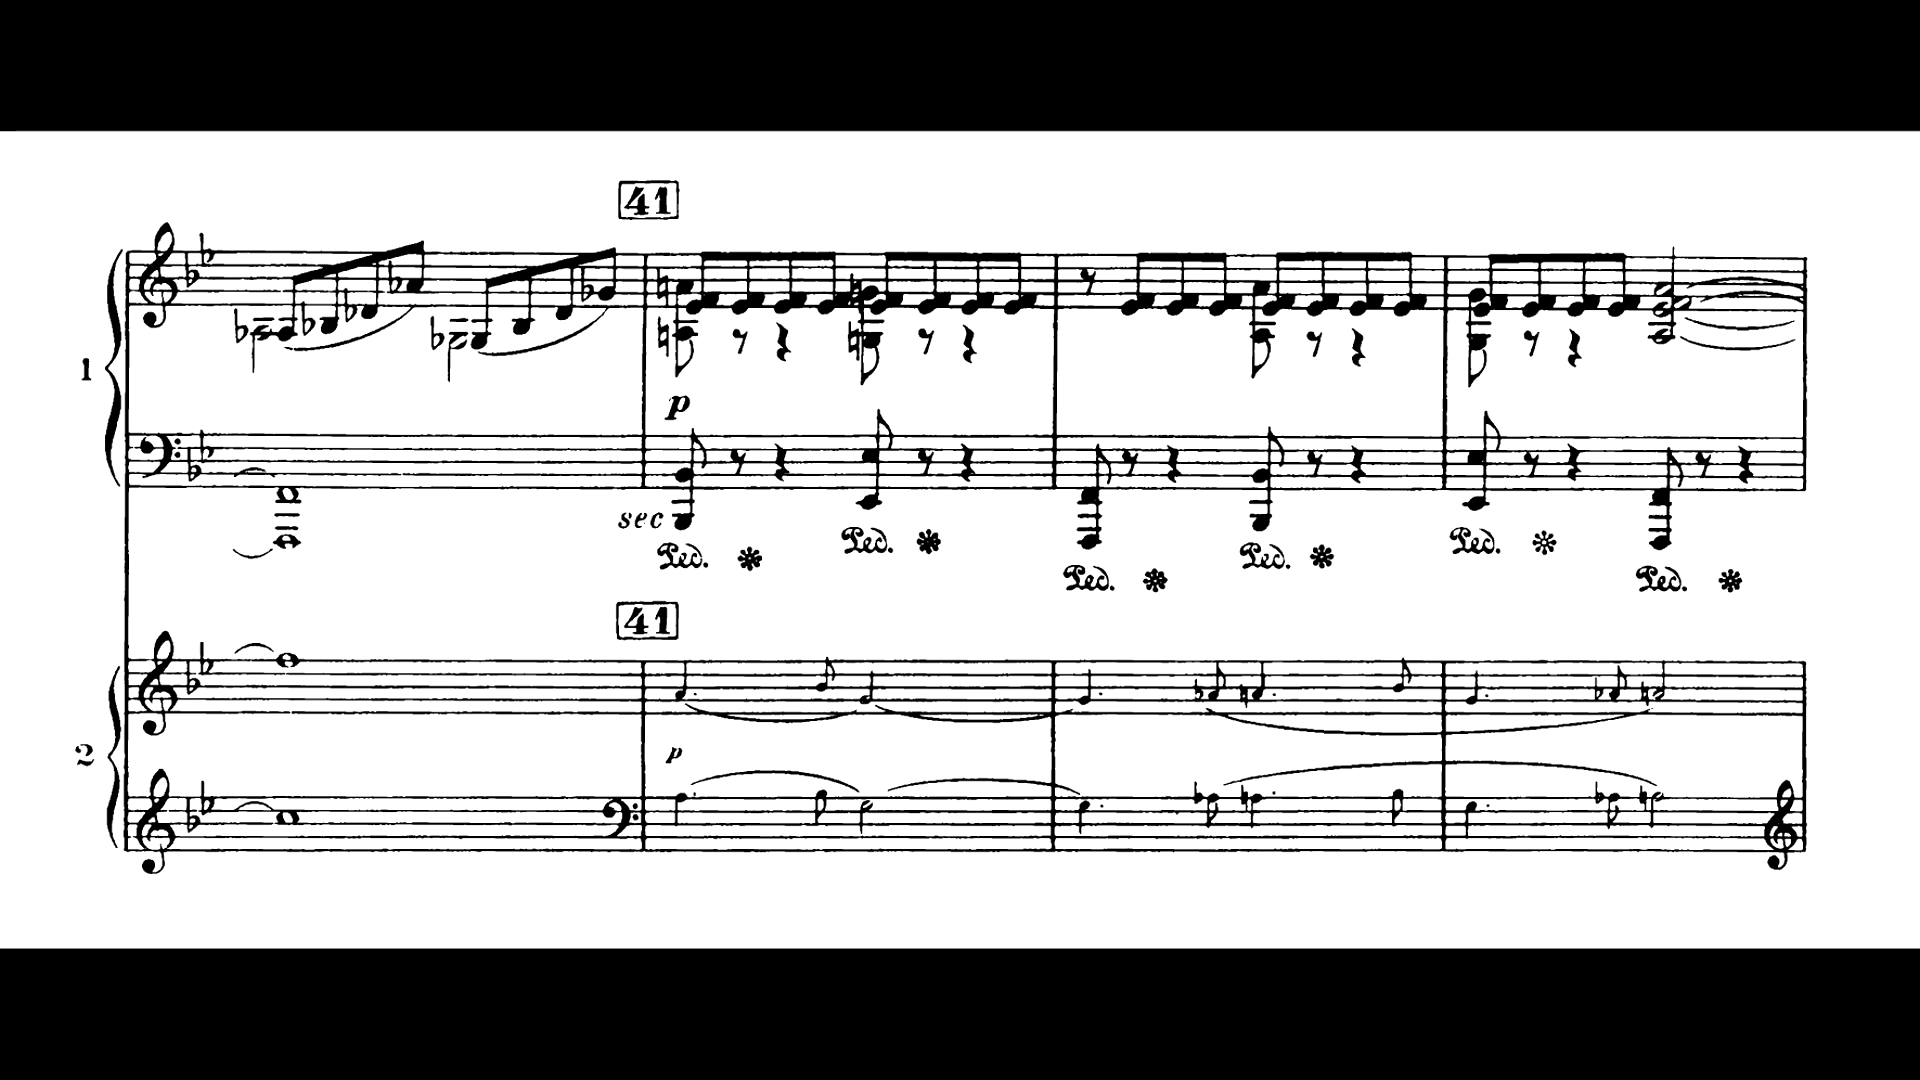 41
1
p
sec
Ped. * Ped. * Ped. * Ped. * Ped. * Ped. *
41
2
p